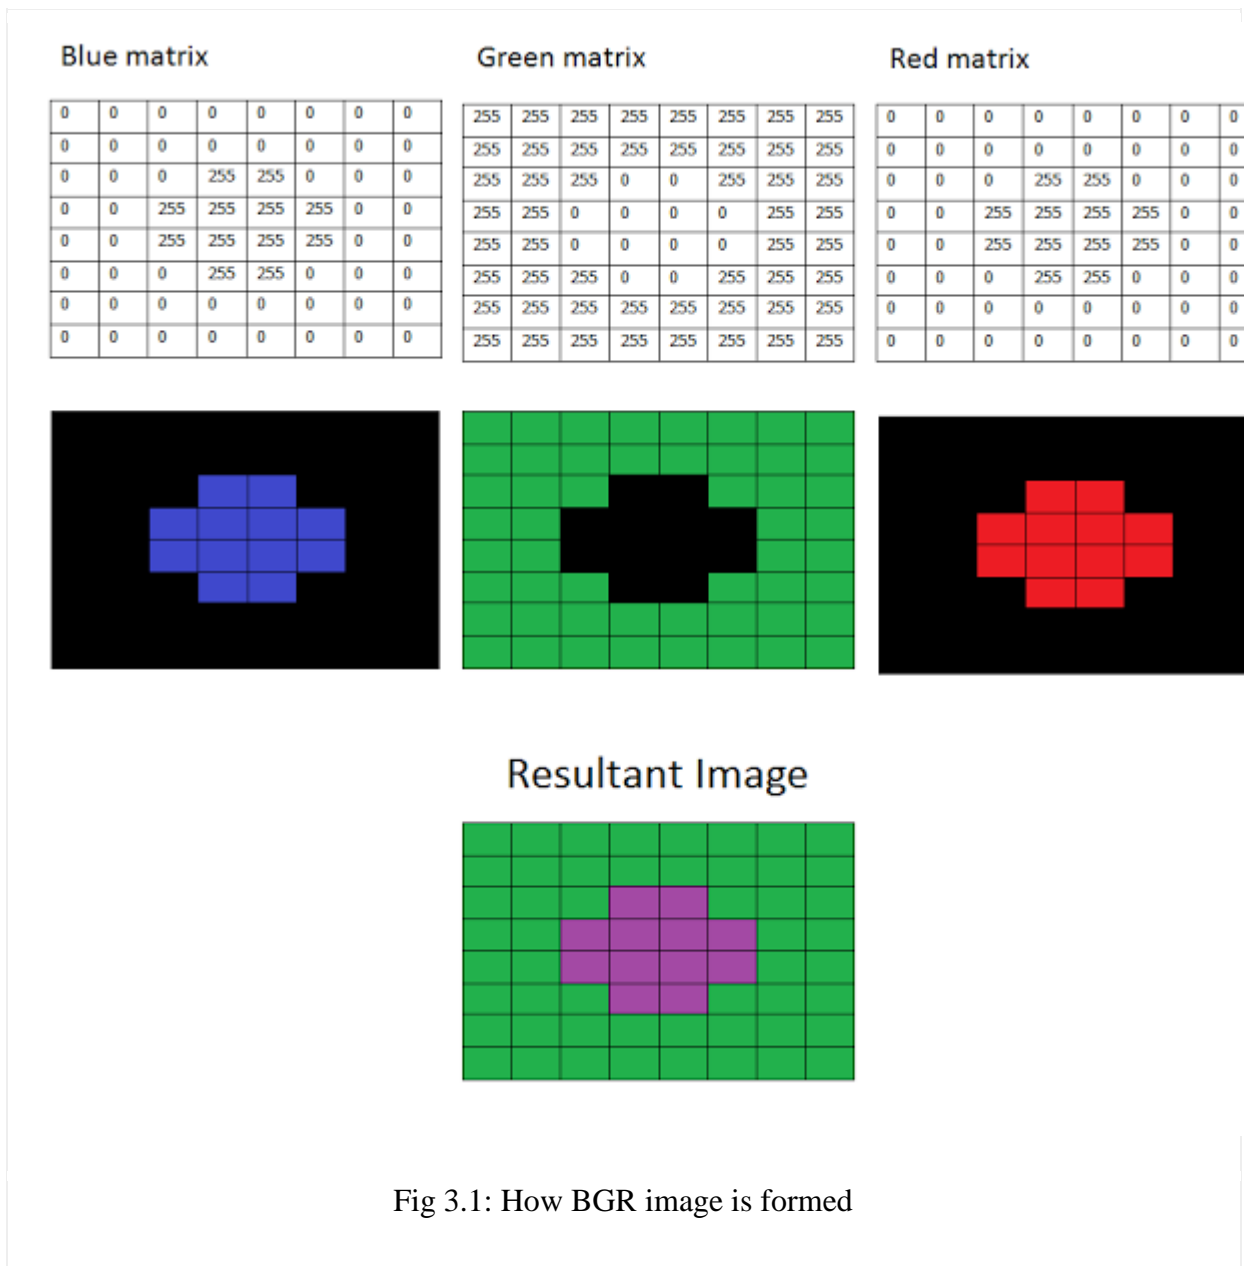 Blue matrix
0 0 0 0 0 0 0 0
0 0 0 0 0 0 0 0
0 0 0 255 255 0 0 0
0 0 255 255 255 255 0 0
0 0 255 255 255 255 0 0
0 0 0 255 255 0 0 0
0 0 0 0 0 0 0 0
0 0 0 0 0 0 0 0
Green matrix
255 255 255 255 255 255 255 255
255 255 255 255 255 255 255 255
255 255 255 0 0 255 255 255
255 255 0 0 0 0 255 255
255 255 0 0 0 0 255 255
255 255 255 0 0 255 255 255
255 255 255 255 255 255 255 255
255 255 255 255 255 255 255 255
Red matrix
0 0 0 0 0 0 0 0
0 0 0 0 0 0 0 0
0 0 0 255 255 0 0 0
0 0 255 255 255 255 0 0
0 0 255 255 255 255 0 0
0 0 0 255 255 0 0 0
0 0 0 0 0 0 0 0
0 0 0 0 0 0 0 0
Resultant Image
Fig 3.1: How BGR image is formed